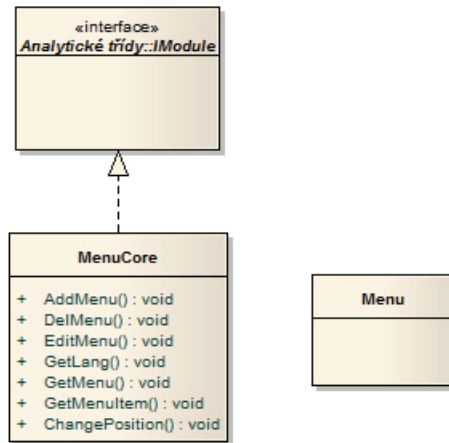 «interface»
Analytické třídy::IModule
MenuCore
+ AddMenu() : void
+ DelMenu() : void
+ EditMenu() : void
+ GetLang() : void
+ GetMenu() : void
+ GetMenuItem() : void
+ ChangePosition() : void
Menu